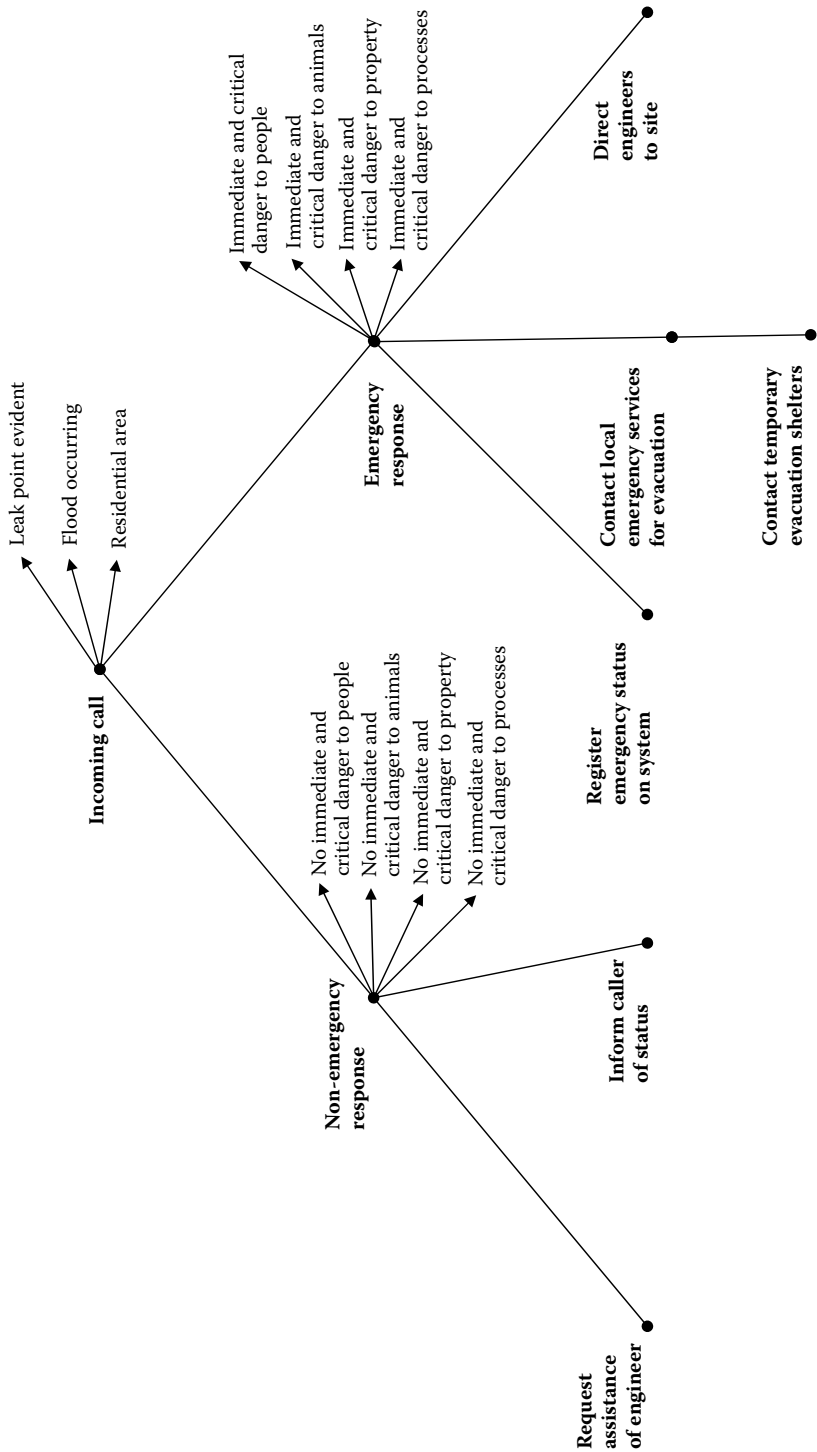 Incoming call
Leak point evident
Flood occurring
Residential area
Non-emergency
response
No immediate and
critical danger to people
No immediate and
critical danger to animals
No immediate and
critical danger to property
No immediate and
critical danger to processes
Emergency
response
Immediate and critical
danger to people
Immediate and
critical danger to animals
Immediate and
critical danger to property
Immediate and
critical danger to processes
Request
assistance
of engineer
Inform caller
of status
Register
emergency status
on system
Contact local
emergency services
for evacuation
Direct
engineers
to site
Contact temporary
evacuation shelters